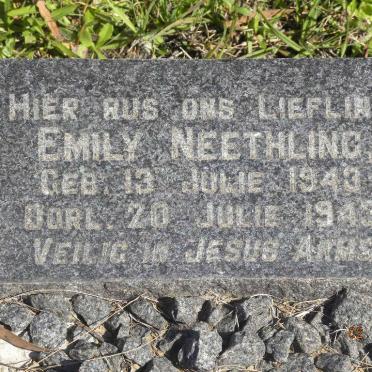 HIER RUS ONS LIEFLIN
EMILY NEETHLING
GEB. 13 JULIE 1943
OORL. 20 JULIE 194
VEILIG IN JESUS ARMS